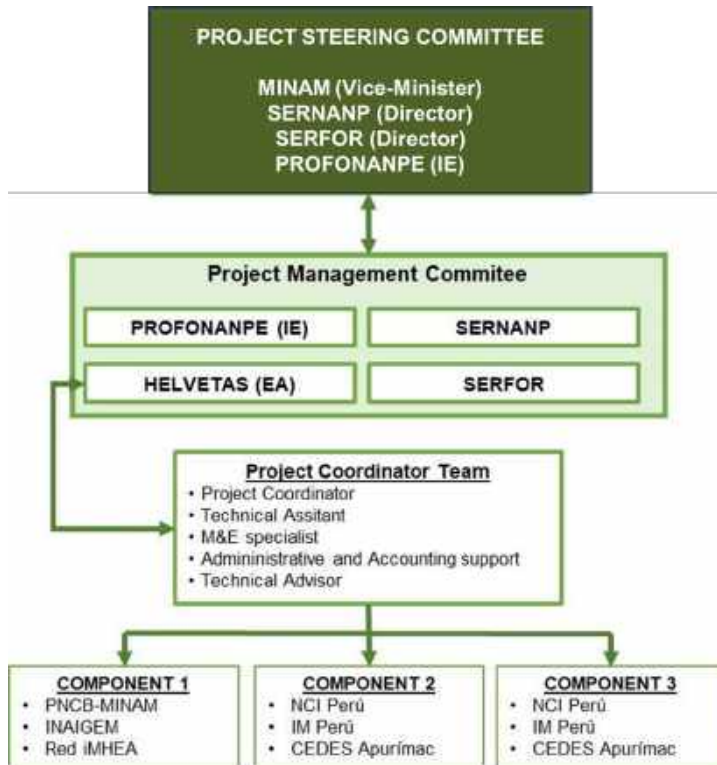 PROJECT STEERING COMMITTEE
MINAM (Vice-Minister)
SERNANP (Director)
SERFOR (Director)
PROFONANPE (IE)
Project Management Commitee
PROFONANPE (IE)
SERNANP
HELVETAS (EA)
SERFOR
Project Coordinator Team
• Project Coordinator
• Technical Assitant
• M&E specialist
• Admininistrative and Accounting support
• Technical Advisor
COMPONENT 1
• PNCB-MINAM
• INAIGEM
• Red iMHEA
COMPONENT 2
• NCI Perú
• IM Perú
• CEDES Apurímac
COMPONENT 3
• NCI Perú
• IM Perú
• CEDES Apurímac